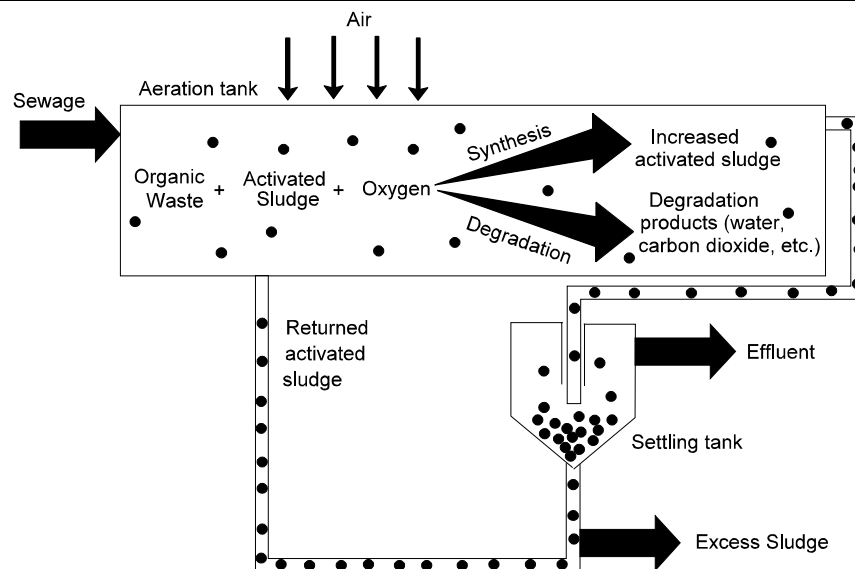 Air
Aeration tank
Sewage
Synthesis
Increased
activated sludge
Organic
Waste
+
Activated
Sludge
+
Oxygen
Degradation
Degradation
products (water,
carbon dioxide, etc.)
Returned
activated
sludge
Effluent
Settling tank
Excess Sludge